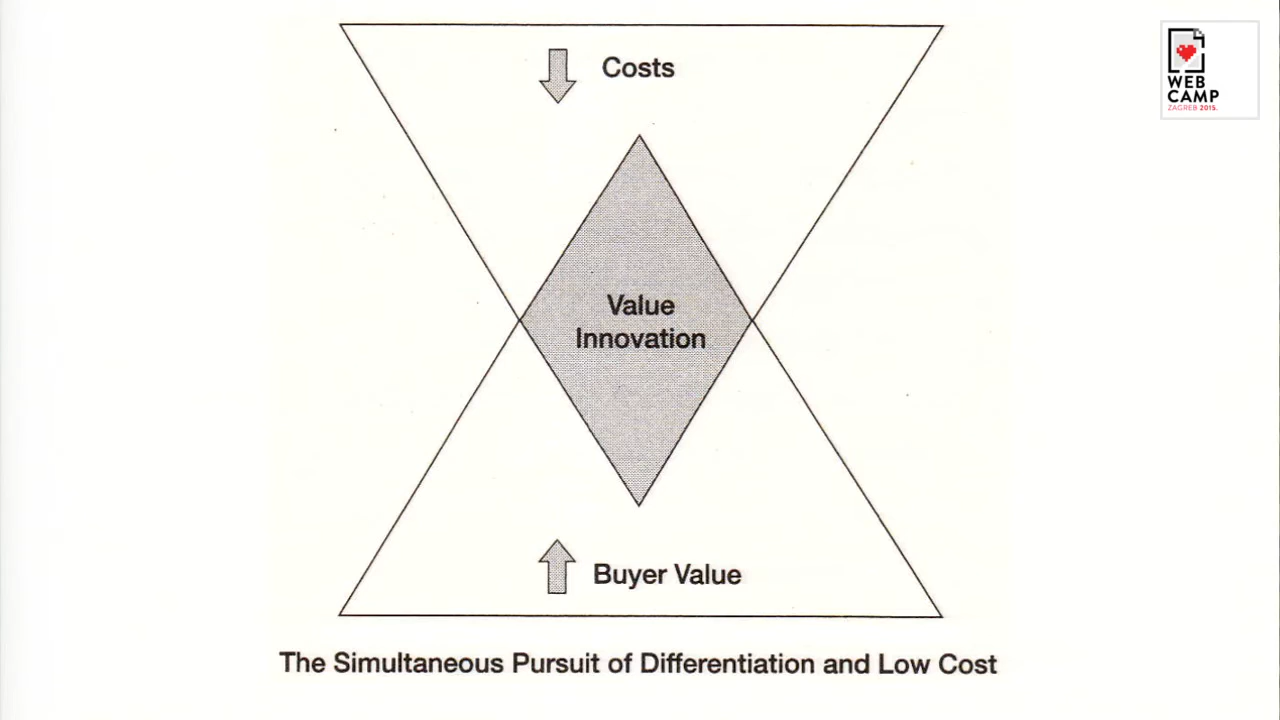 Costs
WEB
CAMP
ZAGREB 2015.
Value
Innovation
Buyer Value
The Simultaneous Pursuit of Differentiation and Low Cost